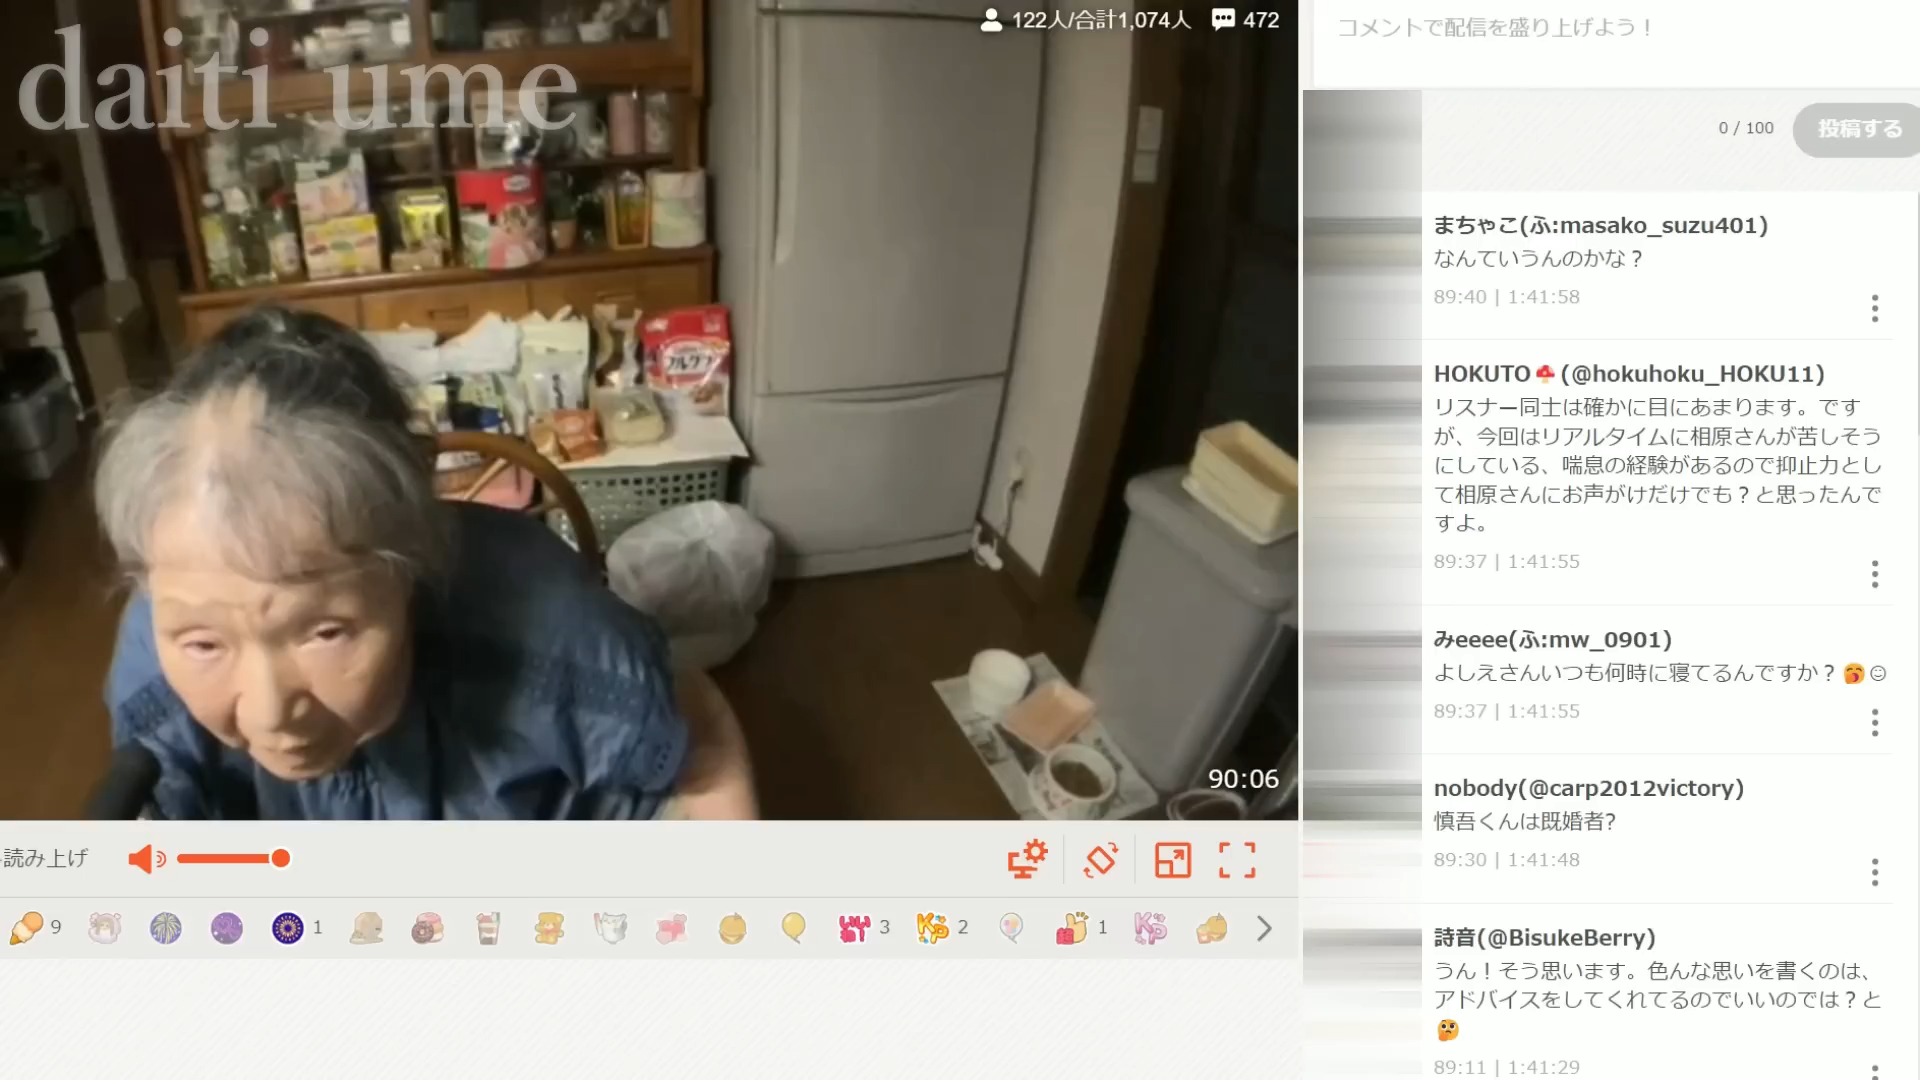 daiti ume
122人/合計1,074人 472
フルグラ
90:06
読み上げ
9
1
3
2
1
コメントで配信を盛り上げよう！
0 / 100
投稿する
まちゃこ(ふ:masako_suzu401)
なんていうんのかな？
89:40 | 1:41:58
HOKUTO🍄(@hokuhoku_HOKU11)
リスナー同士は確かに目にあまります。です
が、今回はリアルタイムに相原さんが苦しそう
にしている、喘息の経験があるので抑止力とし
て相原さんにお声がけだけでも？と思ったんで
すよ。
89:37 | 1:41:55
みeeee(ふ:mw_0901)
よしえさんいつも何時に寝てるんですか？🥱☺
89:37 | 1:41:55
nobody(@carp2012victory)
慎吾くんは既婚者?
89:30 | 1:41:48
詩音(@BisukeBerry)
うん！そう思います。色んな思いを書くのは、
アドバイスをしてくれてるのでいいのでは？と
🤔
89:11 | 1:41:29